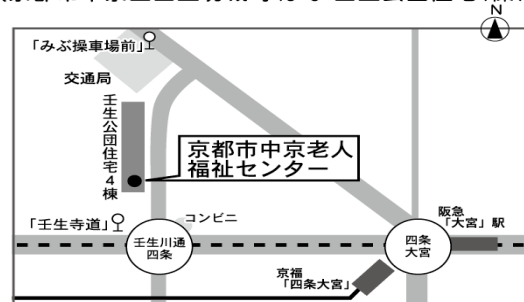 N
「みぶ操車場前」
交通局
壬生公団住宅4棟
京都市中京老人
福祉センター
「壬生寺道」
コンビニ
壬生川通
四条
四条
大宮
阪急
「大宮」駅
京福
「四条大宮」